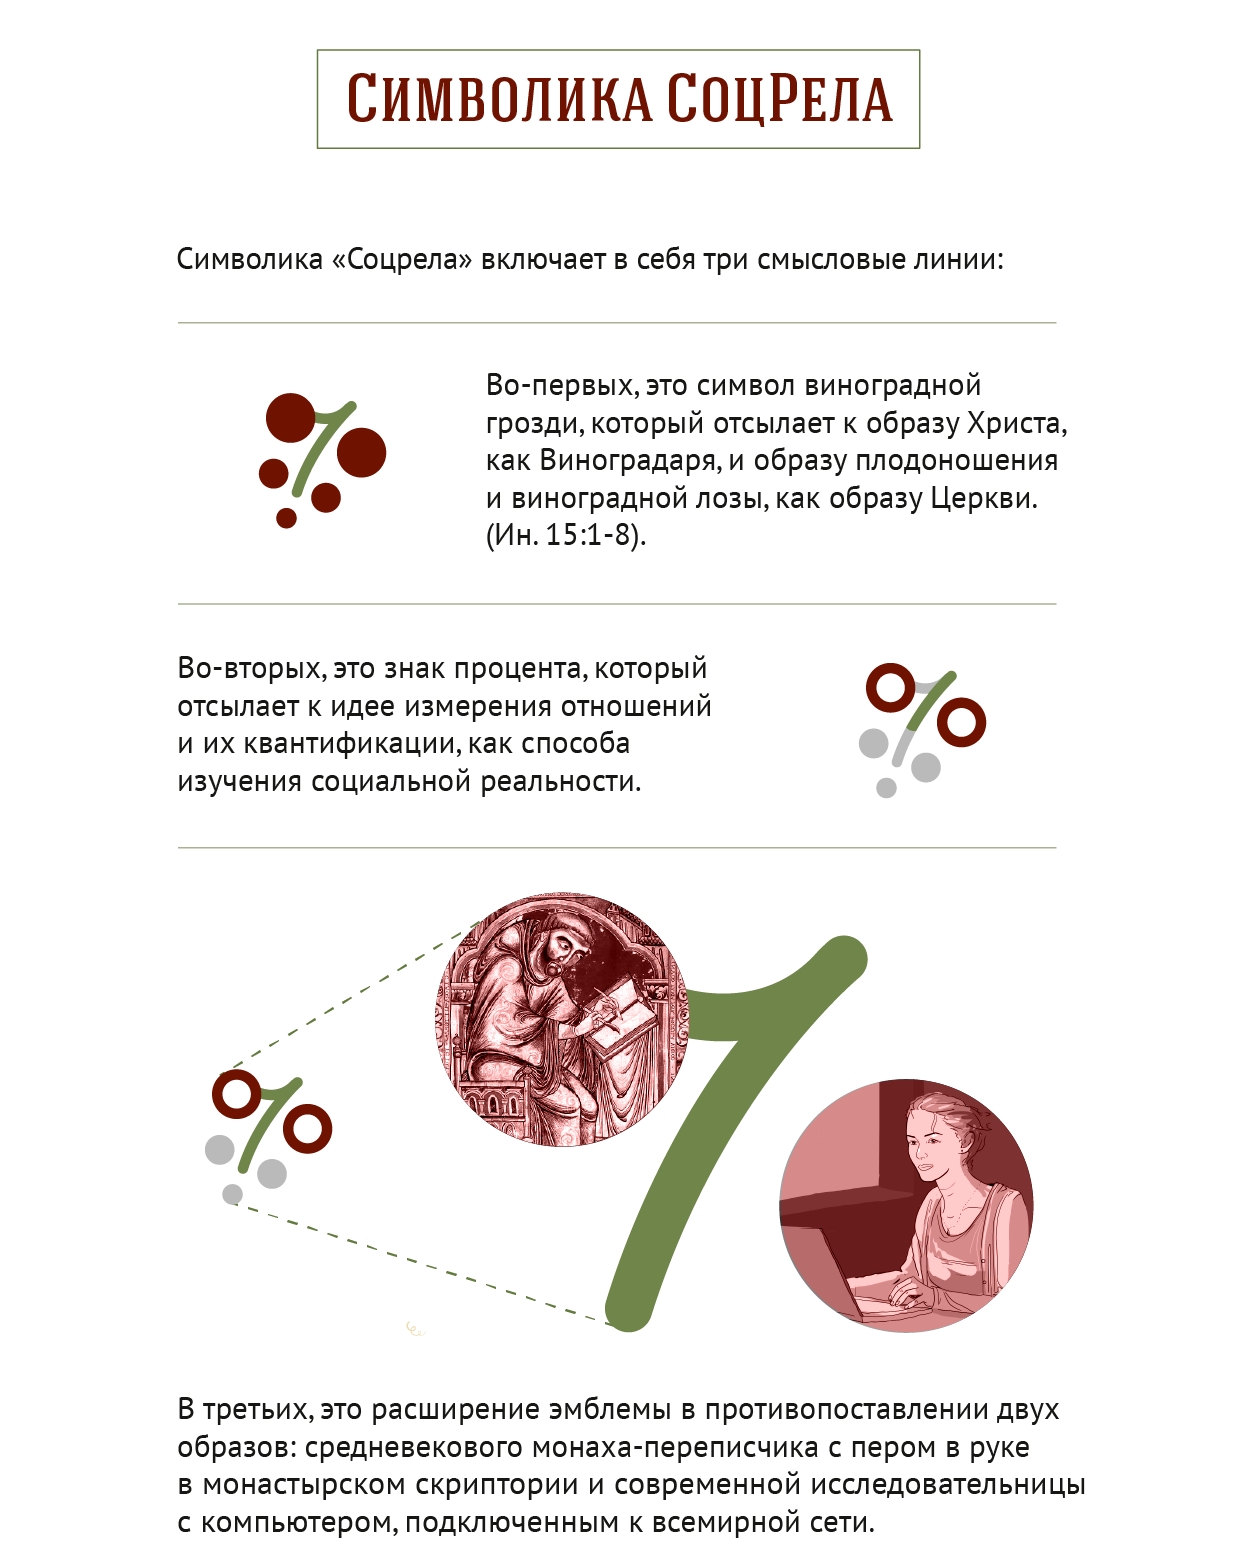 Символика СоцРела
Символика «Соцрела» включает в себя три смысловые линии:
Во-первых, это символ виноградной
грозди, который отсылает к образу Христа,
как Виноградаря, и образу плодоношения
и виноградной лозы, как образу Церкви.
(Ин. 15:1-8).
Во-вторых, это знак процента, который
отсылает к идее измерения отношений
и их квантификации, как способа
изучения социальной реальности.
В третьих, это расширение эмблемы в противопоставлении двух
образов: средневекового монаха-переписчика с пером в руке
в монастырском скриптории и современной исследовательницы
с компьютером, подключенным к всемирной сети.